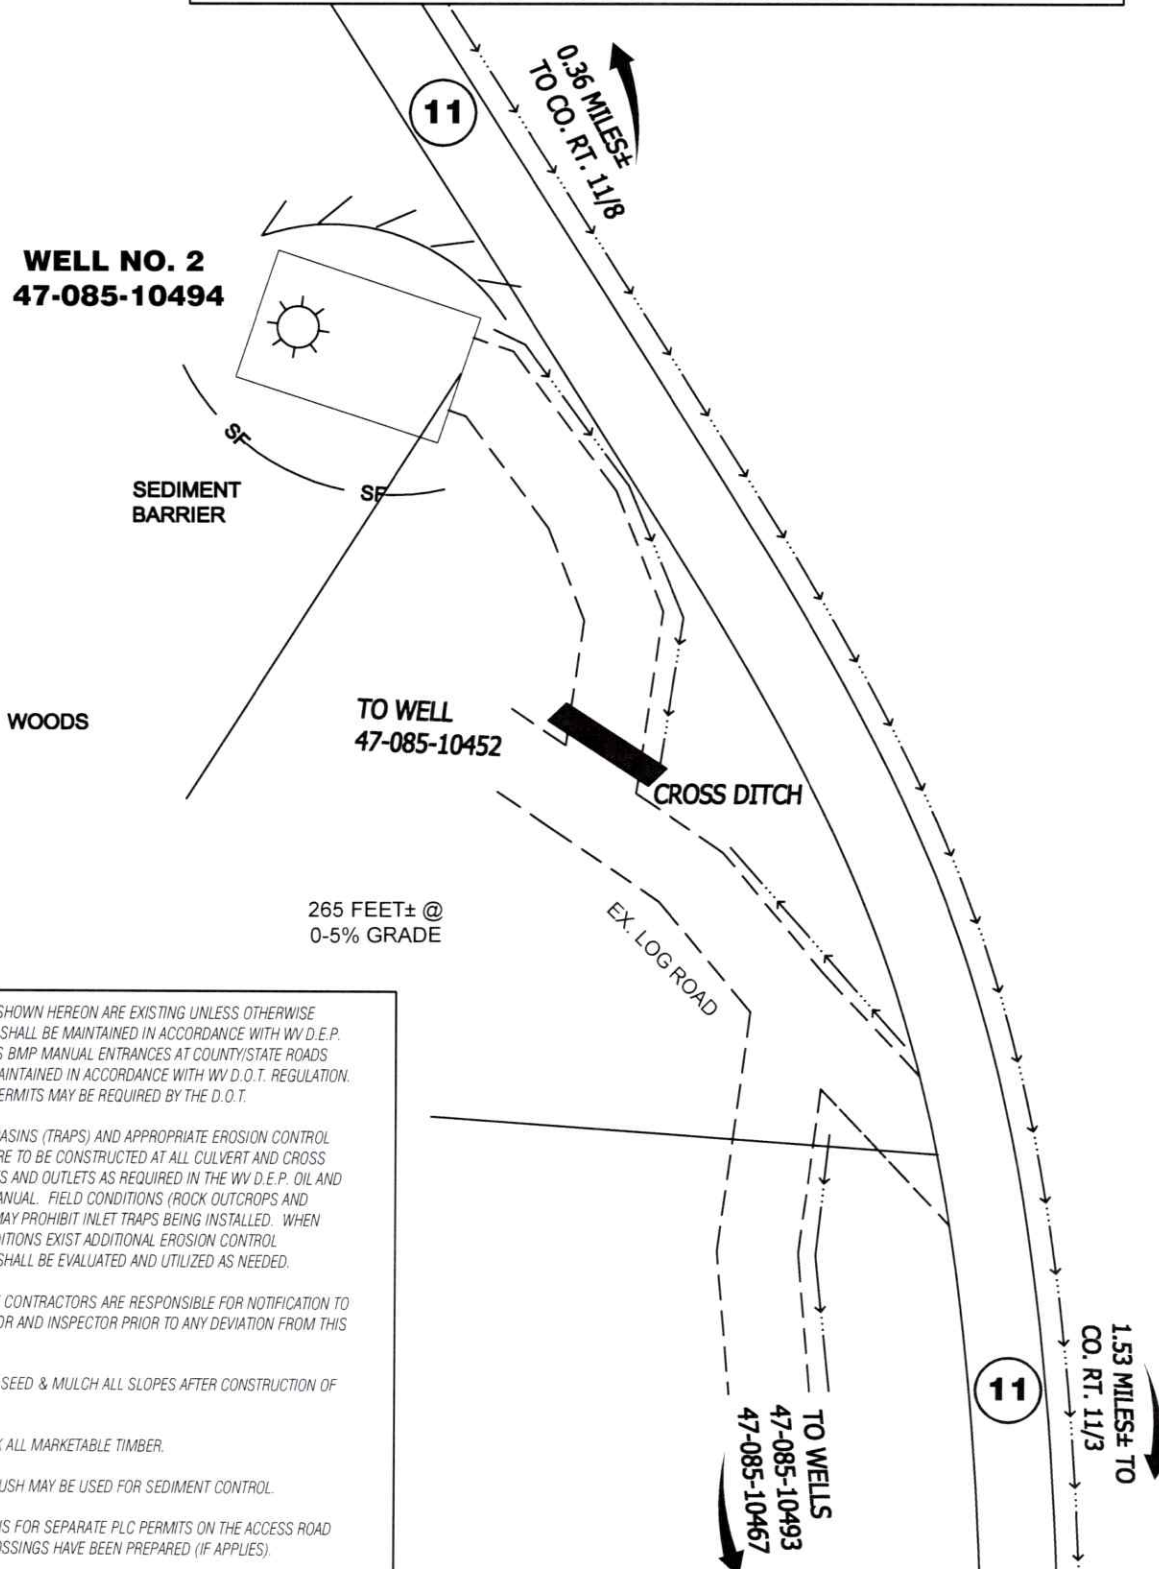 11
0.36 MILES±
TO CO. RT. 11/8
WELL NO. 2
47-085-10494
SF
SEDIMENT
BARRIER
SF
WOODS
TO WELL
47-085-10452
CROSS DITCH
265 FEET± @
0-5% GRADE
EX. LOG ROAD
SHOWN HEREON ARE EXISTING UNLESS OTHERWISE
SHALL BE MAINTAINED IN ACCORDANCE WITH WV D.E.P.
S BMP MANUAL ENTRANCES AT COUNTY/STATE ROADS
AINTAINED IN ACCORDANCE WITH WV D.O.T. REGULATION.
ERMITS MAY BE REQUIRED BY THE D.O.T.
ASINS (TRAPS) AND APPROPRIATE EROSION CONTROL
RE TO BE CONSTRUCTED AT ALL CULVERT AND CROSS
S AND OUTLETS AS REQUIRED IN THE WV D.E.P. OIL AND
ANUAL. FIELD CONDITIONS (ROCK OUTCROPS AND
MAY PROHIBIT INLET TRAPS BEING INSTALLED. WHEN
DITIONS EXIST ADDITIONAL EROSION CONTROL
SHALL BE EVALUATED AND UTILIZED AS NEEDED.
CONTRACTORS ARE RESPONSIBLE FOR NOTIFICATION TO
OR AND INSPECTOR PRIOR TO ANY DEVIATION FROM THIS
SEED & MULCH ALL SLOPES AFTER CONSTRUCTION OF
K ALL MARKETABLE TIMBER.
USH MAY BE USED FOR SEDIMENT CONTROL.
IS FOR SEPARATE PLC PERMITS ON THE ACCESS ROAD
OSSINGS HAVE BEEN PREPARED (IF APPLIES).
TO WELLS
47-085-10493
47-085-10467
11
1.53 MILES± TO
CO. RT. 11/3